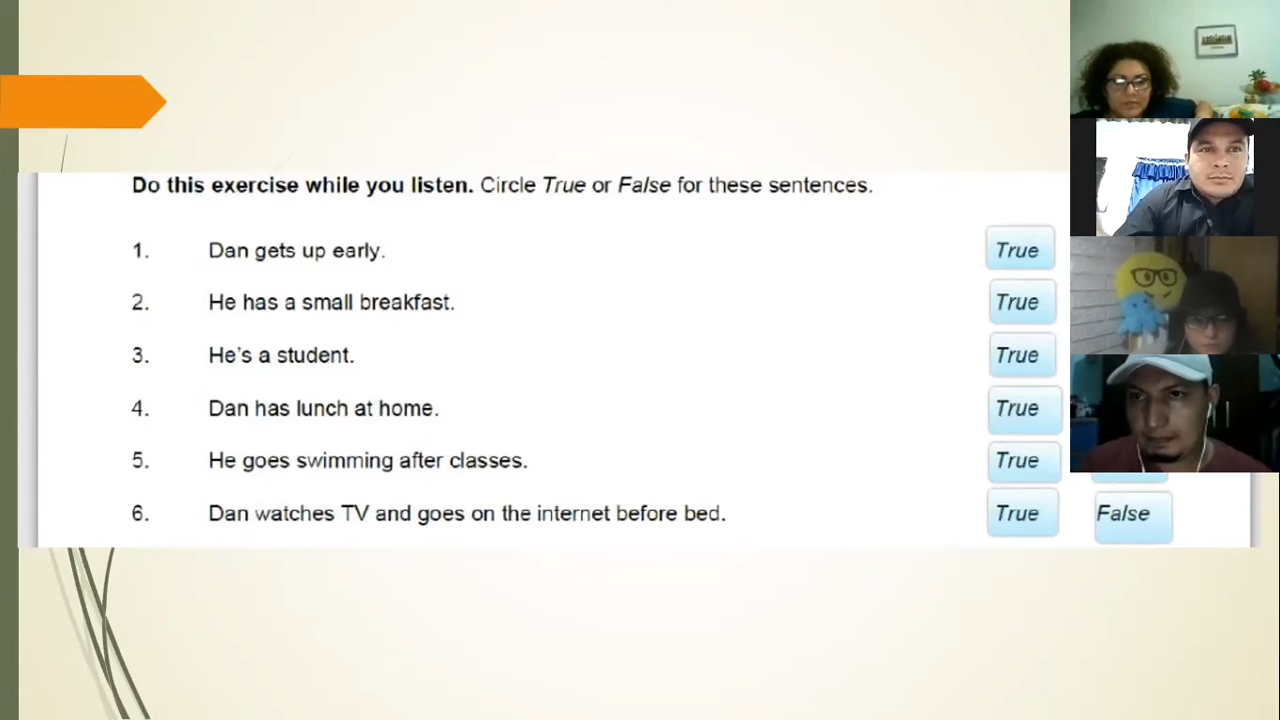 Do this exercise while you listen. Circle True or False for these sentences.
1. Dan gets up early. True
2. He has a small breakfast. True
3. He's a student. True
4. Dan has lunch at home. True
5. He goes swimming after classes. True
6. Dan watches TV and goes on the internet before bed. True False